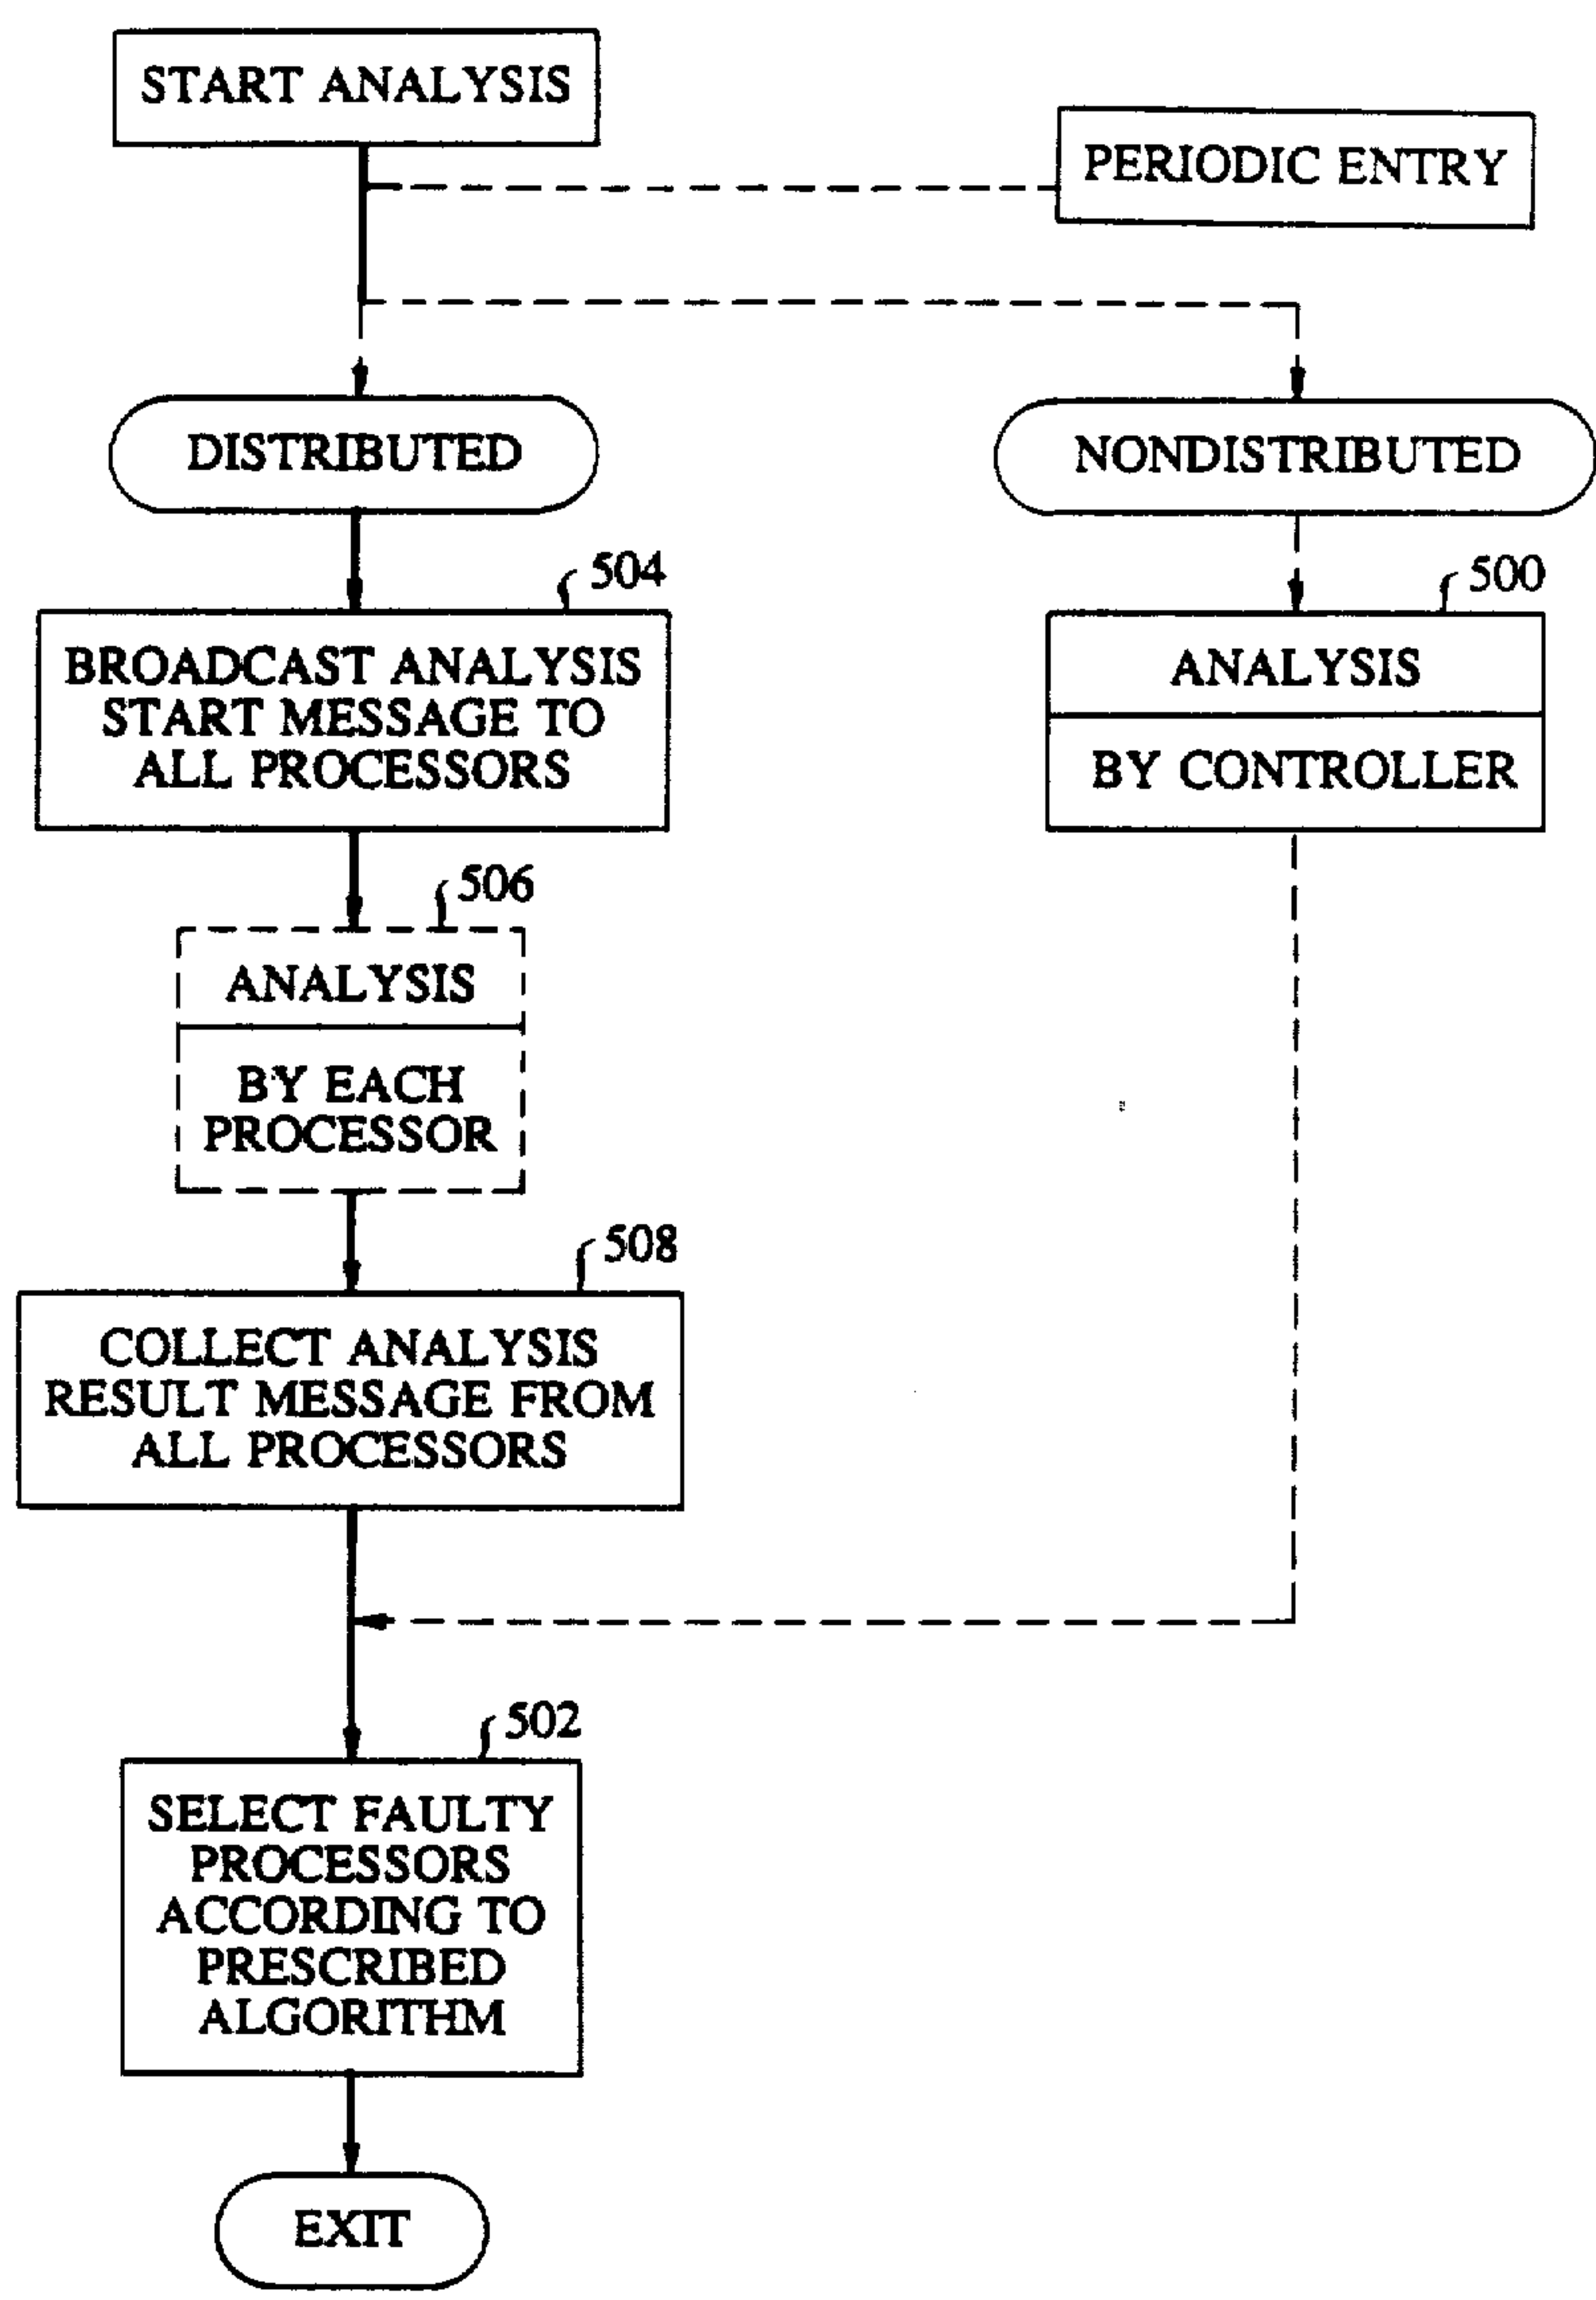 START ANALYSIS
PERIODIC ENTRY
DISTRIBUTED
NONDISTRIBUTED
504
BROADCAST ANALYSIS
START MESSAGE TO
ALL PROCESSORS
500
ANALYSIS
BY CONTROLLER
506
ANALYSIS
BY EACH
PROCESSOR
508
COLLECT ANALYSIS
RESULT MESSAGE FROM
ALL PROCESSORS
502
SELECT FAULTY
PROCESSORS
ACCORDING TO
PRESCRIBED
ALGORITHM
EXIT